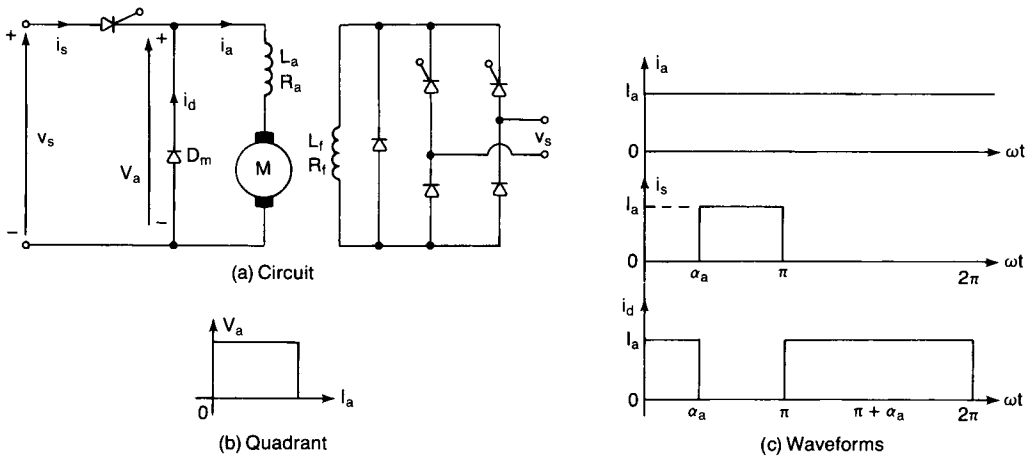 +
i_s
+
i_a
L_a
R_a
i_d
v_s
V_a
D_m
M
L_f
R_f
v_s
−
−
(a) Circuit
V_a
0
I_a
(b) Quadrant
i_a
I_a
0
ωt
i_s
I_a
0
α_a
π
2π
ωt
i_d
I_a
0
α_a
π
π + α_a
2π
ωt
(c) Waveforms